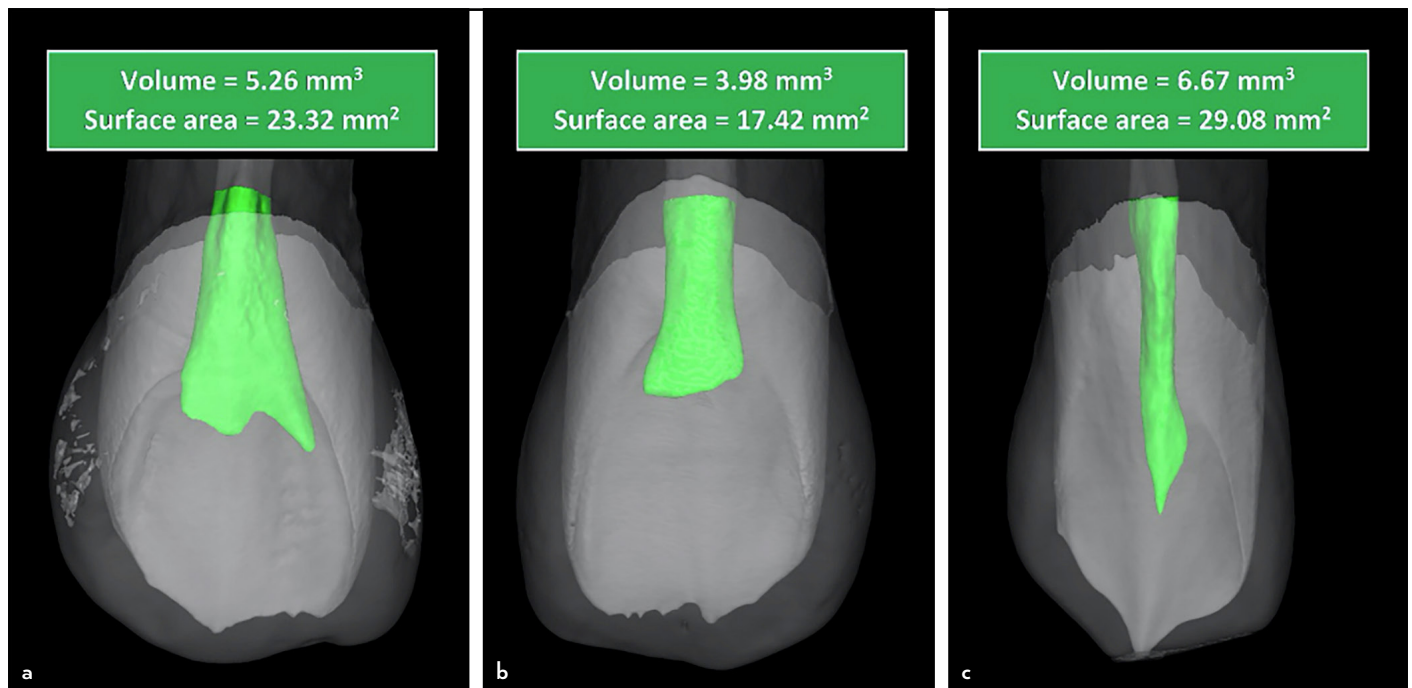 Volume = 5.26 mm³
Surface area = 23.32 mm²
Volume = 3.98 mm³
Surface area = 17.42 mm²
Volume = 6.67 mm³
Surface area = 29.08 mm²
a
b
c